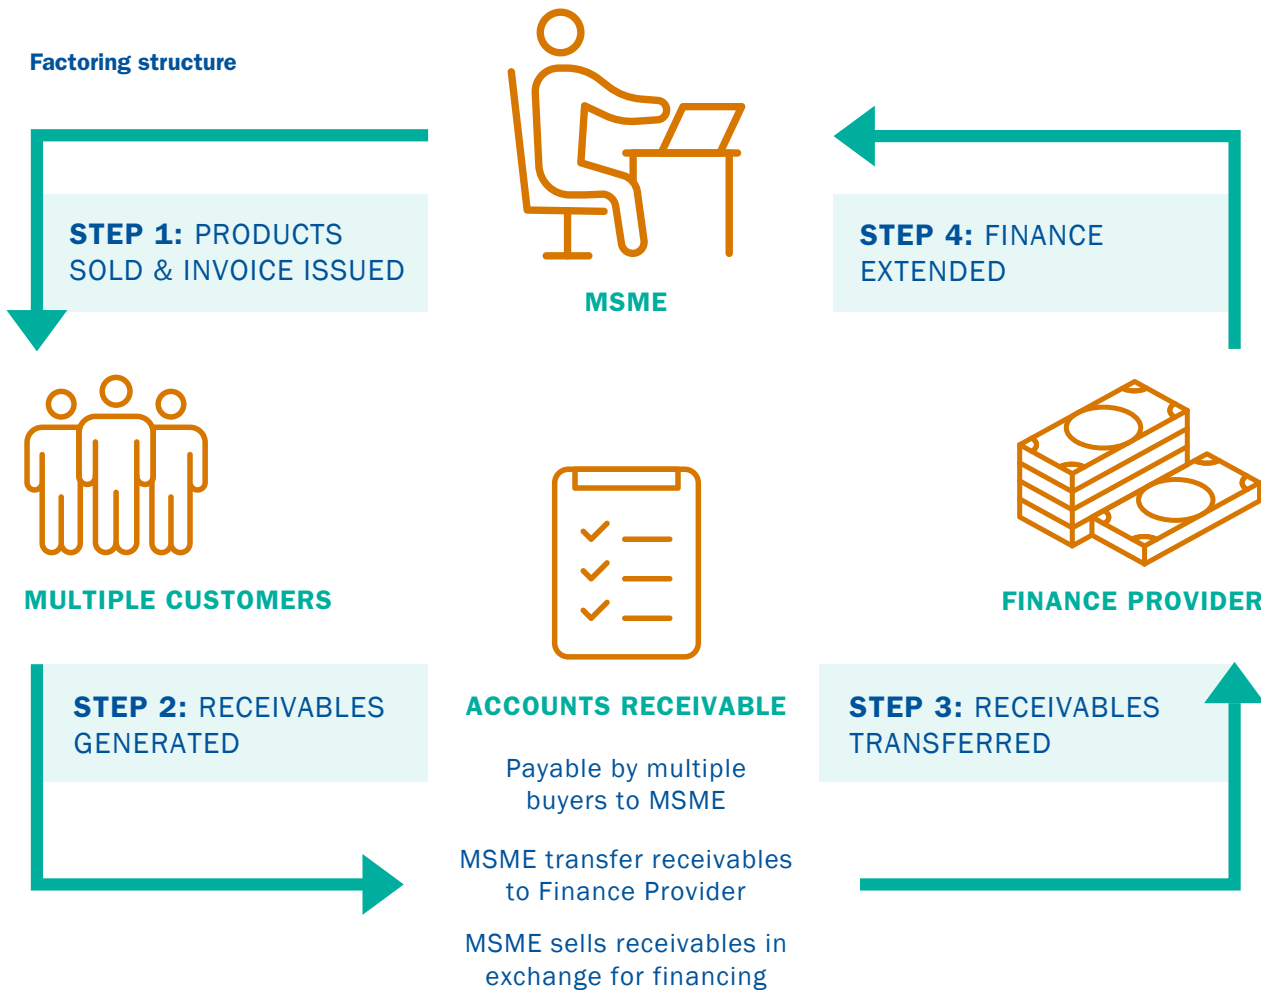 Factoring structure
STEP 1: PRODUCTS
SOLD & INVOICE ISSUED
MSME
STEP 4: FINANCE
EXTENDED
MULTIPLE CUSTOMERS
FINANCE PROVIDER
STEP 2: RECEIVABLES
GENERATED
ACCOUNTS RECEIVABLE
Payable by multiple
buyers to MSME
MSME transfer receivables
to Finance Provider
MSME sells receivables in
exchange for financing
STEP 3: RECEIVABLES
TRANSFERRED